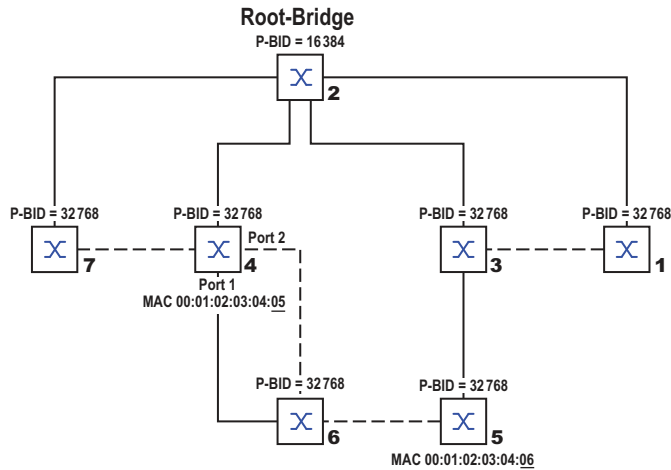 Root-Bridge
P-BID = 16384
2
P-BID = 32768
P-BID = 32768
P-BID = 32768
P-BID = 32768
7
Port 2
4
3
1
Port 1
MAC 00:01:02:03:04:05
P-BID = 32768
P-BID = 32768
6
5
MAC 00:01:02:03:04:06